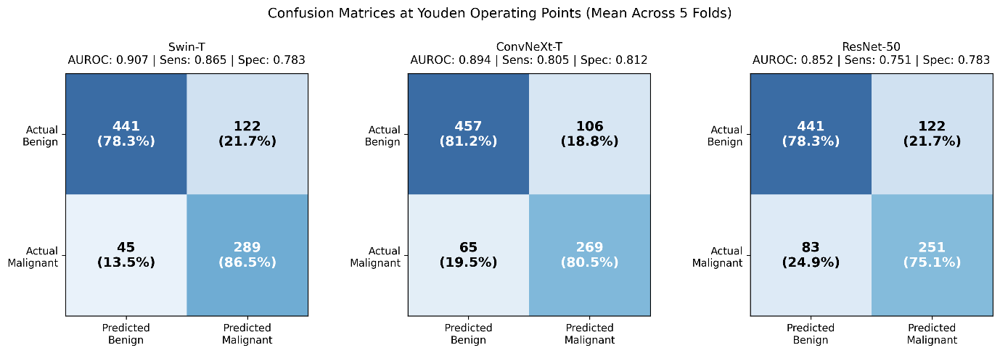 Confusion Matrices at Youden Operating Points (Mean Across 5 Folds)
Swin-T
AUROC: 0.907 | Sens: 0.865 | Spec: 0.783
Actual
Benign
441
(78.3%)
122
(21.7%)
Actual
Malignant
45
(13.5%)
289
(86.5%)
Predicted
Benign
Predicted
Malignant
ConvNeXt-T
AUROC: 0.894 | Sens: 0.805 | Spec: 0.812
Actual
Benign
457
(81.2%)
106
(18.8%)
Actual
Malignant
65
(19.5%)
269
(80.5%)
Predicted
Benign
Predicted
Malignant
ResNet-50
AUROC: 0.852 | Sens: 0.751 | Spec: 0.783
Actual
Benign
441
(78.3%)
122
(21.7%)
Actual
Malignant
83
(24.9%)
251
(75.1%)
Predicted
Benign
Predicted
Malignant